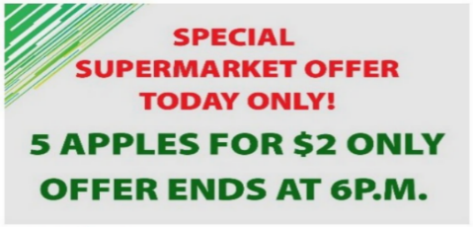 SPECIAL
SUPERMARKET OFFER
TODAY ONLY!
5 APPLES FOR $2 ONLY
OFFER ENDS AT 6P.M.